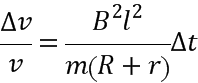 Δv/v = B²l²/m(R + r) Δt